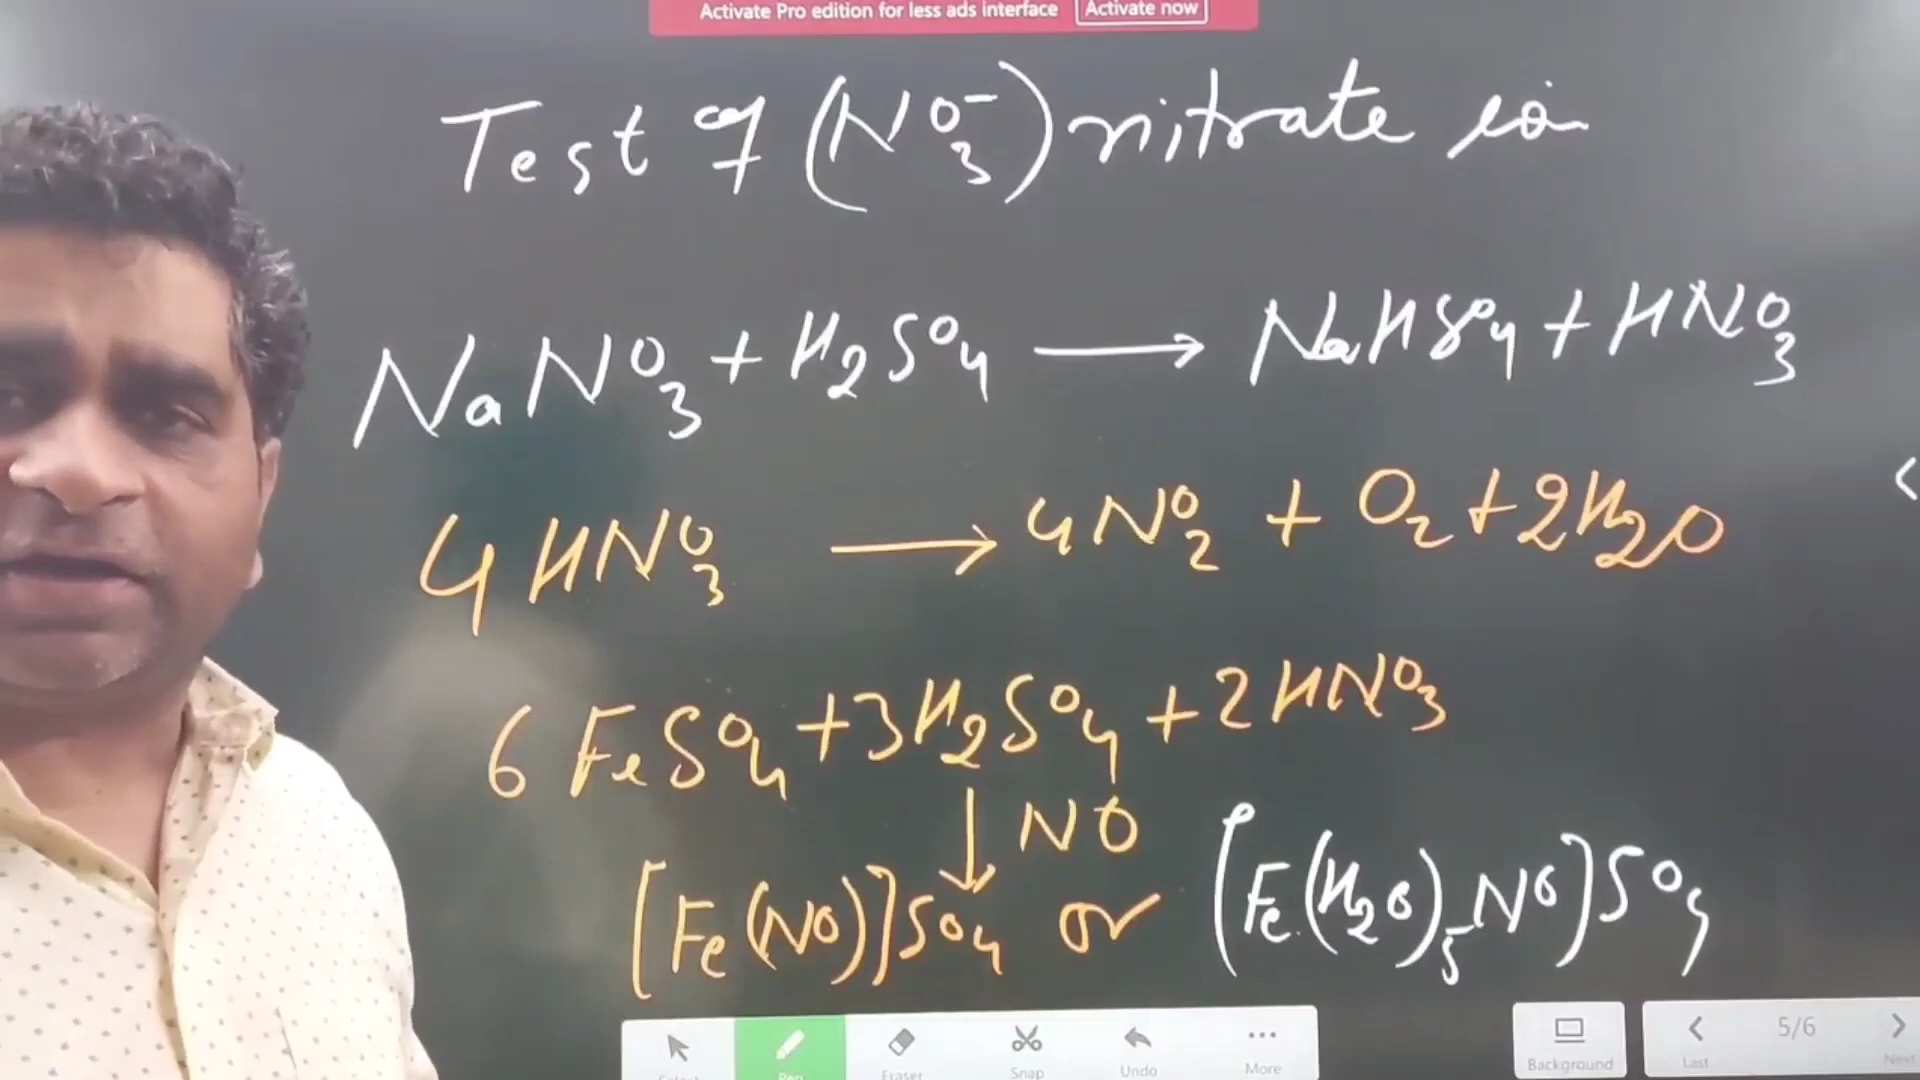 Activate Pro edition for less ads interface Activate now
Test of (NO₃⁻) nitrate ion
NaNO₃ + H₂SO₄ → NaHSO₄ + HNO₃
4HNO₃ → 4NO₂ + O₂ + 2H₂O
6FeSO₄ + 3H₂SO₄ + 2HNO₃
↓ NO
[Fe(NO)]SO₄ or [Fe(H₂O)₅NO]SO₄
<
Select Pen Eraser Snap Undo More Background Last 5/6 Next